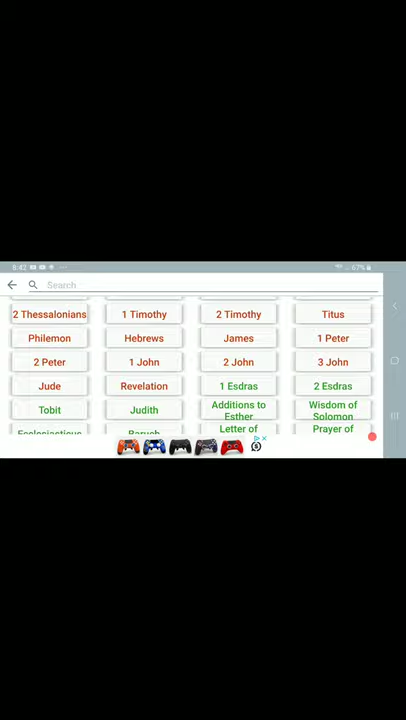 8:42 67%
Search
2 Thessalonians 1 Timothy 2 Timothy Titus
Philemon Hebrews James 1 Peter
2 Peter 1 John 2 John 3 John
Jude Revelation 1 Esdras 2 Esdras
Tobit Judith Additions to Esther Wisdom of Solomon
Ecclesiasticus Baruch Letter of Prayer of